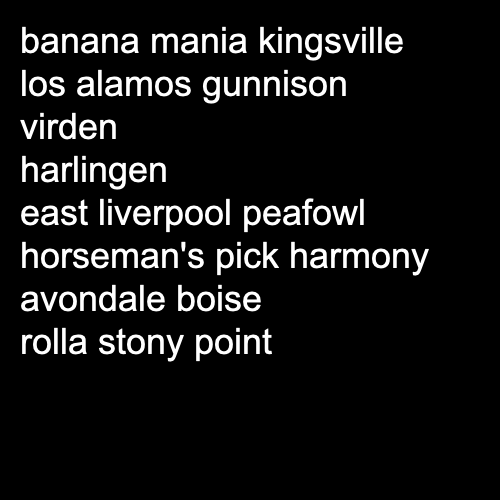 banana mania kingsville
los alamos gunnison
virden
harlingen
east liverpool peafowl
horseman's pick harmony
avondale boise
rolla stony point